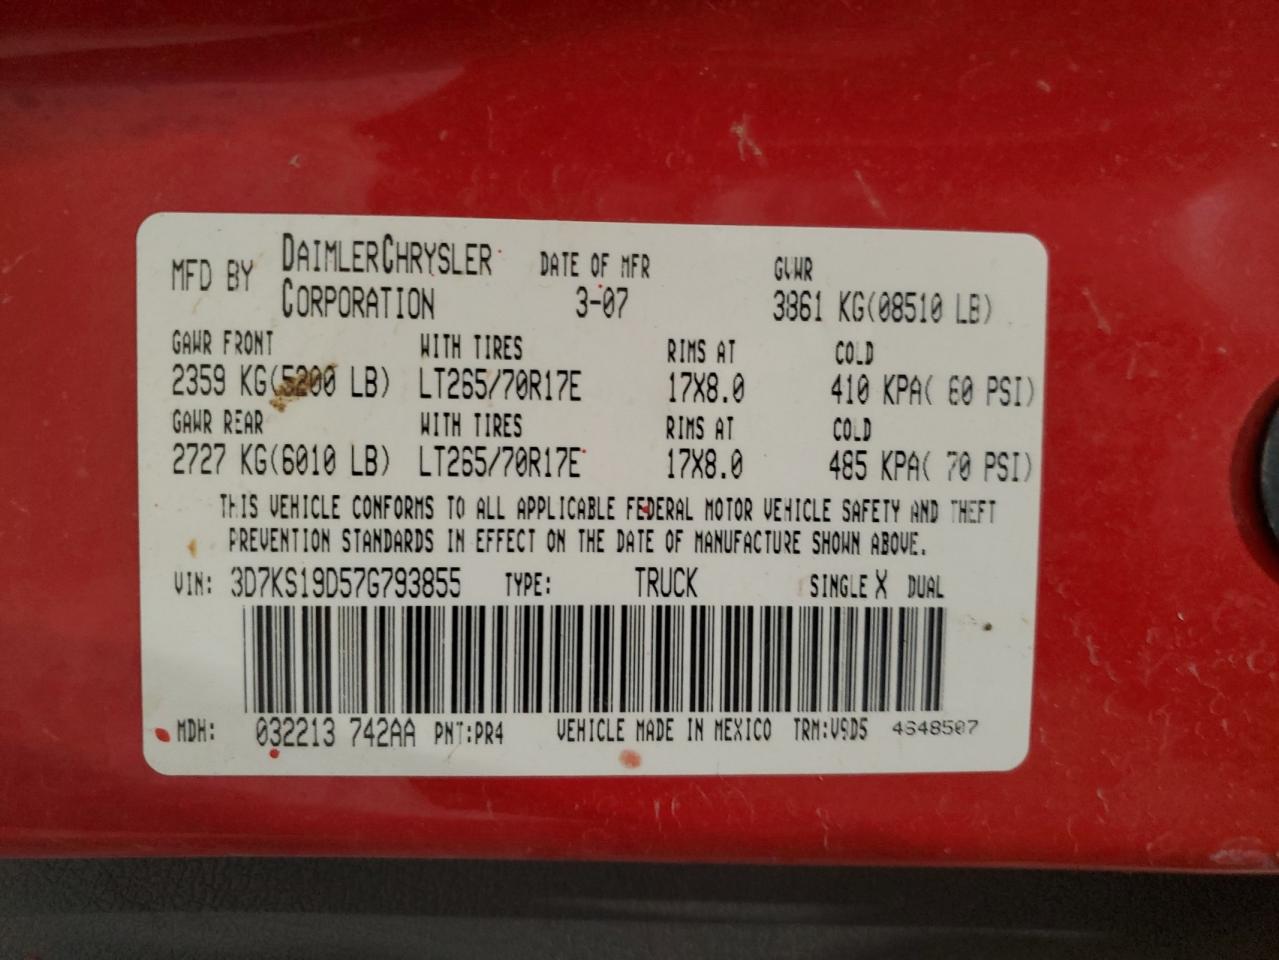 MFD BY DAIMLERCHRYSLER CORPORATION DATE OF MFR 3-07 GVWR 3861 KG(08510 LB)
GAWR FRONT WITH TIRES RIMS AT COLD
2359 KG(5200 LB) LT265/70R17E 17X8.0 410 KPA( 60 PSI)
GAWR REAR WITH TIRES RIMS AT COLD
2727 KG(6010 LB) LT265/70R17E 17X8.0 485 KPA( 70 PSI)
THIS VEHICLE CONFORMS TO ALL APPLICABLE FEDERAL MOTOR VEHICLE SAFETY AND THEFT
PREVENTION STANDARDS IN EFFECT ON THE DATE OF MANUFACTURE SHOWN ABOVE.
VIN: 3D7KS19D57G793855 TYPE: TRUCK SINGLE X DUAL
MDH: 032213 742AA PNT:PR4 VEHICLE MADE IN MEXICO TRM:V9D5 4648507